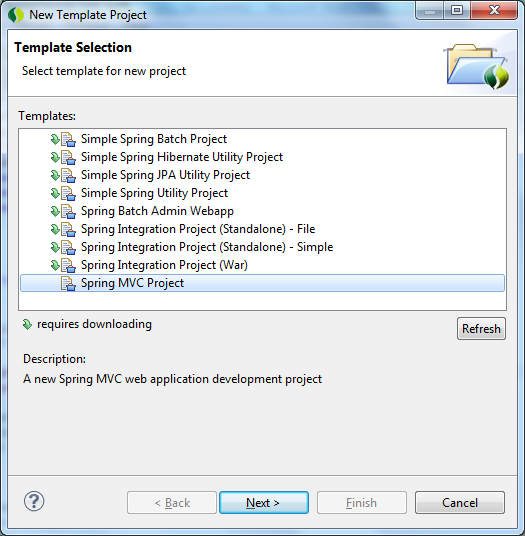 New Template Project
Template Selection
Select template for new project
Templates:
Simple Spring Batch Project
Simple Spring Hibernate Utility Project
Simple Spring JPA Utility Project
Simple Spring Utility Project
Spring Batch Admin Webapp
Spring Integration Project (Standalone) - File
Spring Integration Project (Standalone) - Simple
Spring Integration Project (War)
Spring MVC Project
requires downloading
Refresh
Description:
A new Spring MVC web application development project
? < Back Next > Finish Cancel